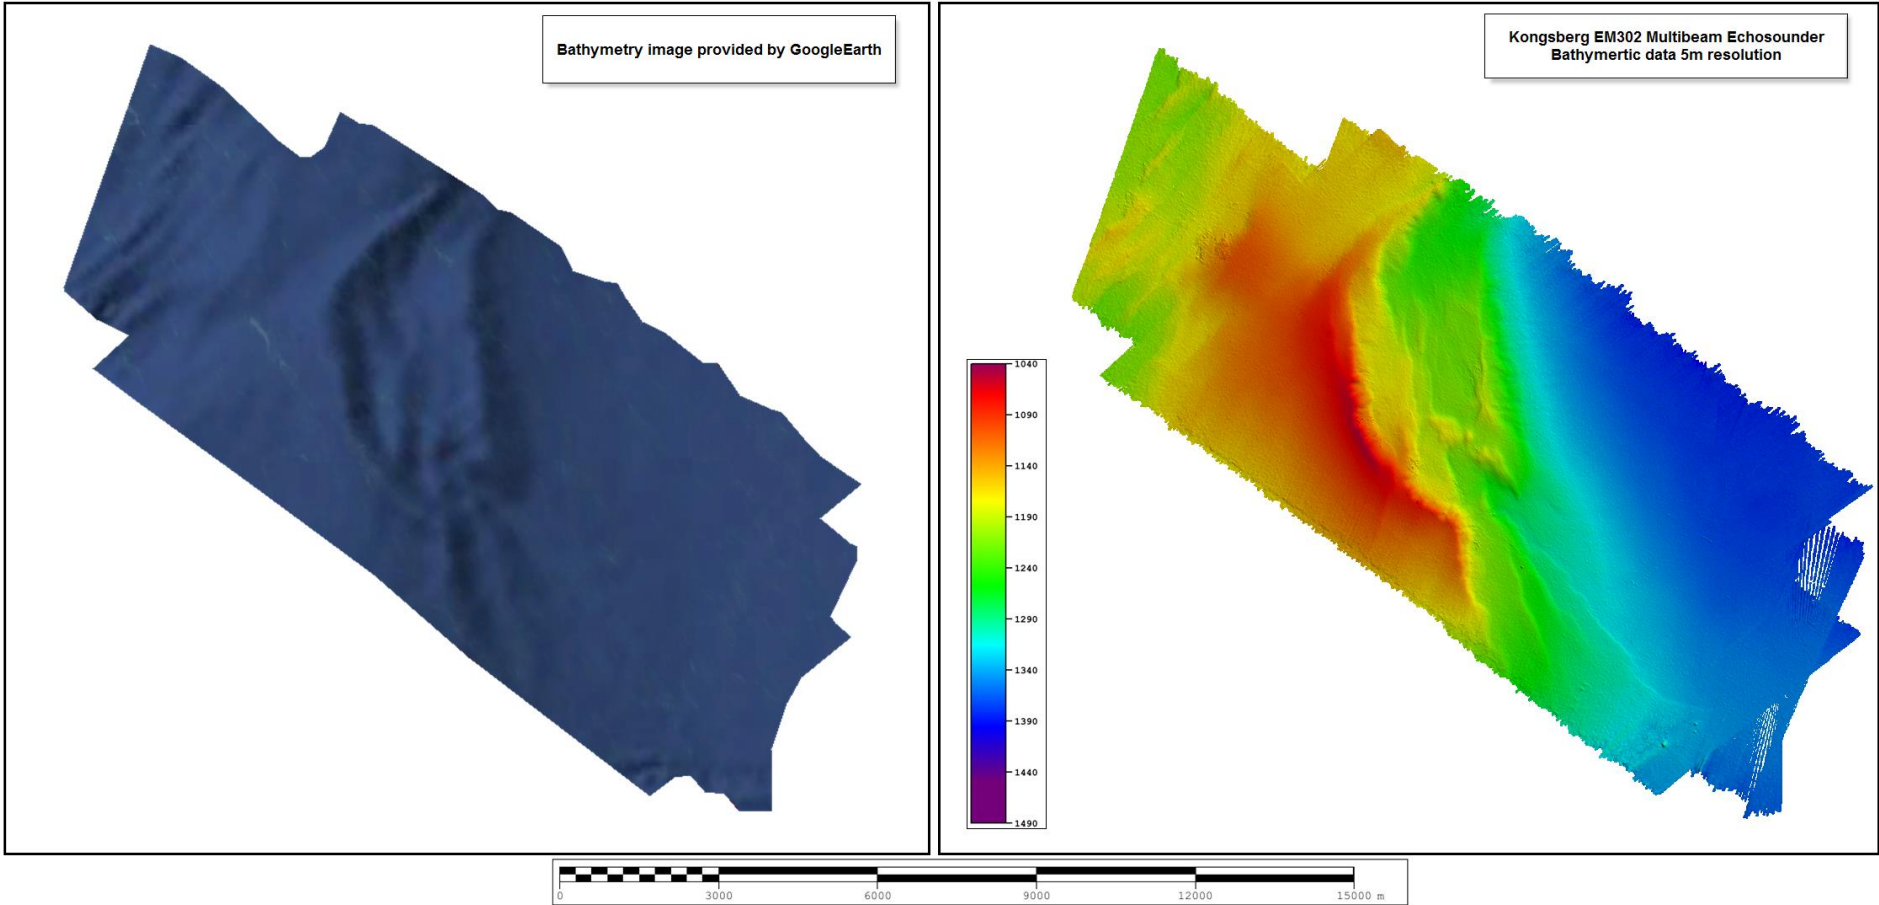 Bathymetry image provided by GoogleEarth
Kongsberg EM302 Multibeam Echosounder
Bathymertic data 5m resolution
1040
1090
1140
1190
1240
1290
1340
1390
1440
1490
0 3000 6000 9000 12000 15000 m